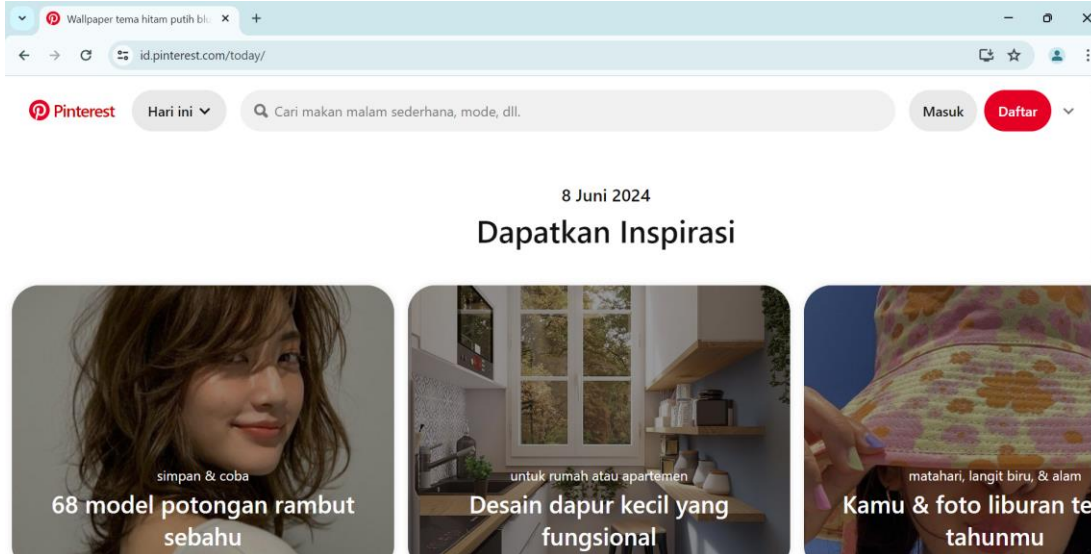 Wallpaper tema hitam putih blu
id.pinterest.com/today/
Pinterest
Hari ini
Cari makan malam sederhana, mode, dll.
Masuk
Daftar
8 Juni 2024
Dapatkan Inspirasi
simpan & coba
68 model potongan rambut
sebahu
untuk rumah atau apartemen
Desain dapur kecil yang
fungsional
matahari, langit biru, & alam
Kamu & foto liburan te
tahunmu